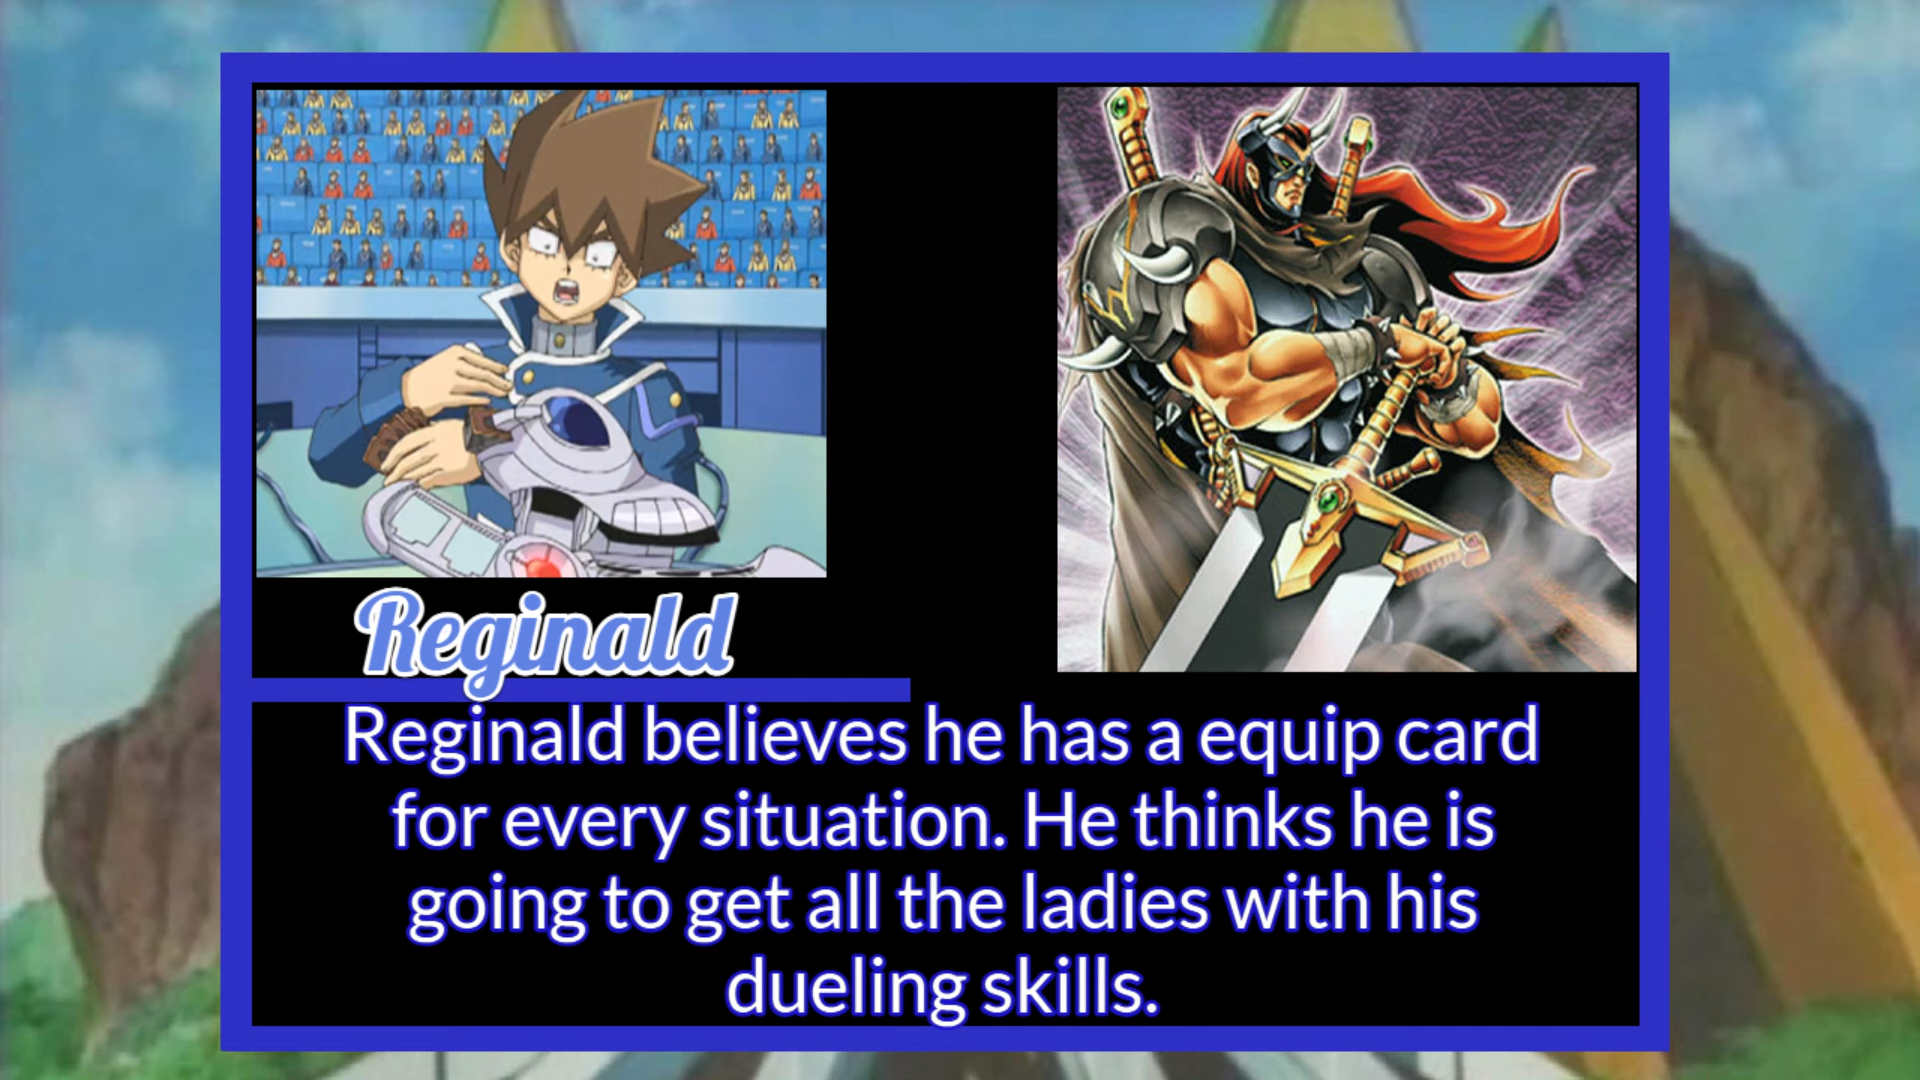 Reginald
Reginald believes he has a equip card
for every situation. He thinks he is
going to get all the ladies with his
dueling skills.